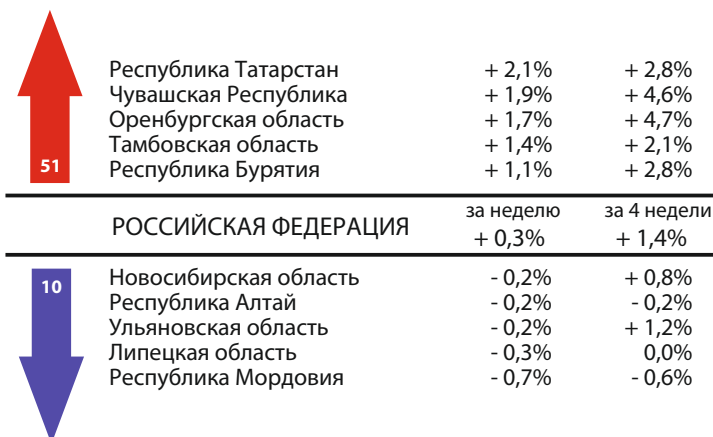 Республика Татарстан + 2,1% + 2,8%
Чувашская Республика + 1,9% + 4,6%
Оренбургская область + 1,7% + 4,7%
Тамбовская область + 1,4% + 2,1%
51 Республика Бурятия + 1,1% + 2,8%
за неделю за 4 недели
РОССИЙСКАЯ ФЕДЕРАЦИЯ + 0,3% + 1,4%
10 Новосибирская область - 0,2% + 0,8%
Республика Алтай - 0,2% - 0,2%
Ульяновская область - 0,2% + 1,2%
Липецкая область - 0,3% 0,0%
Республика Мордовия - 0,7% - 0,6%